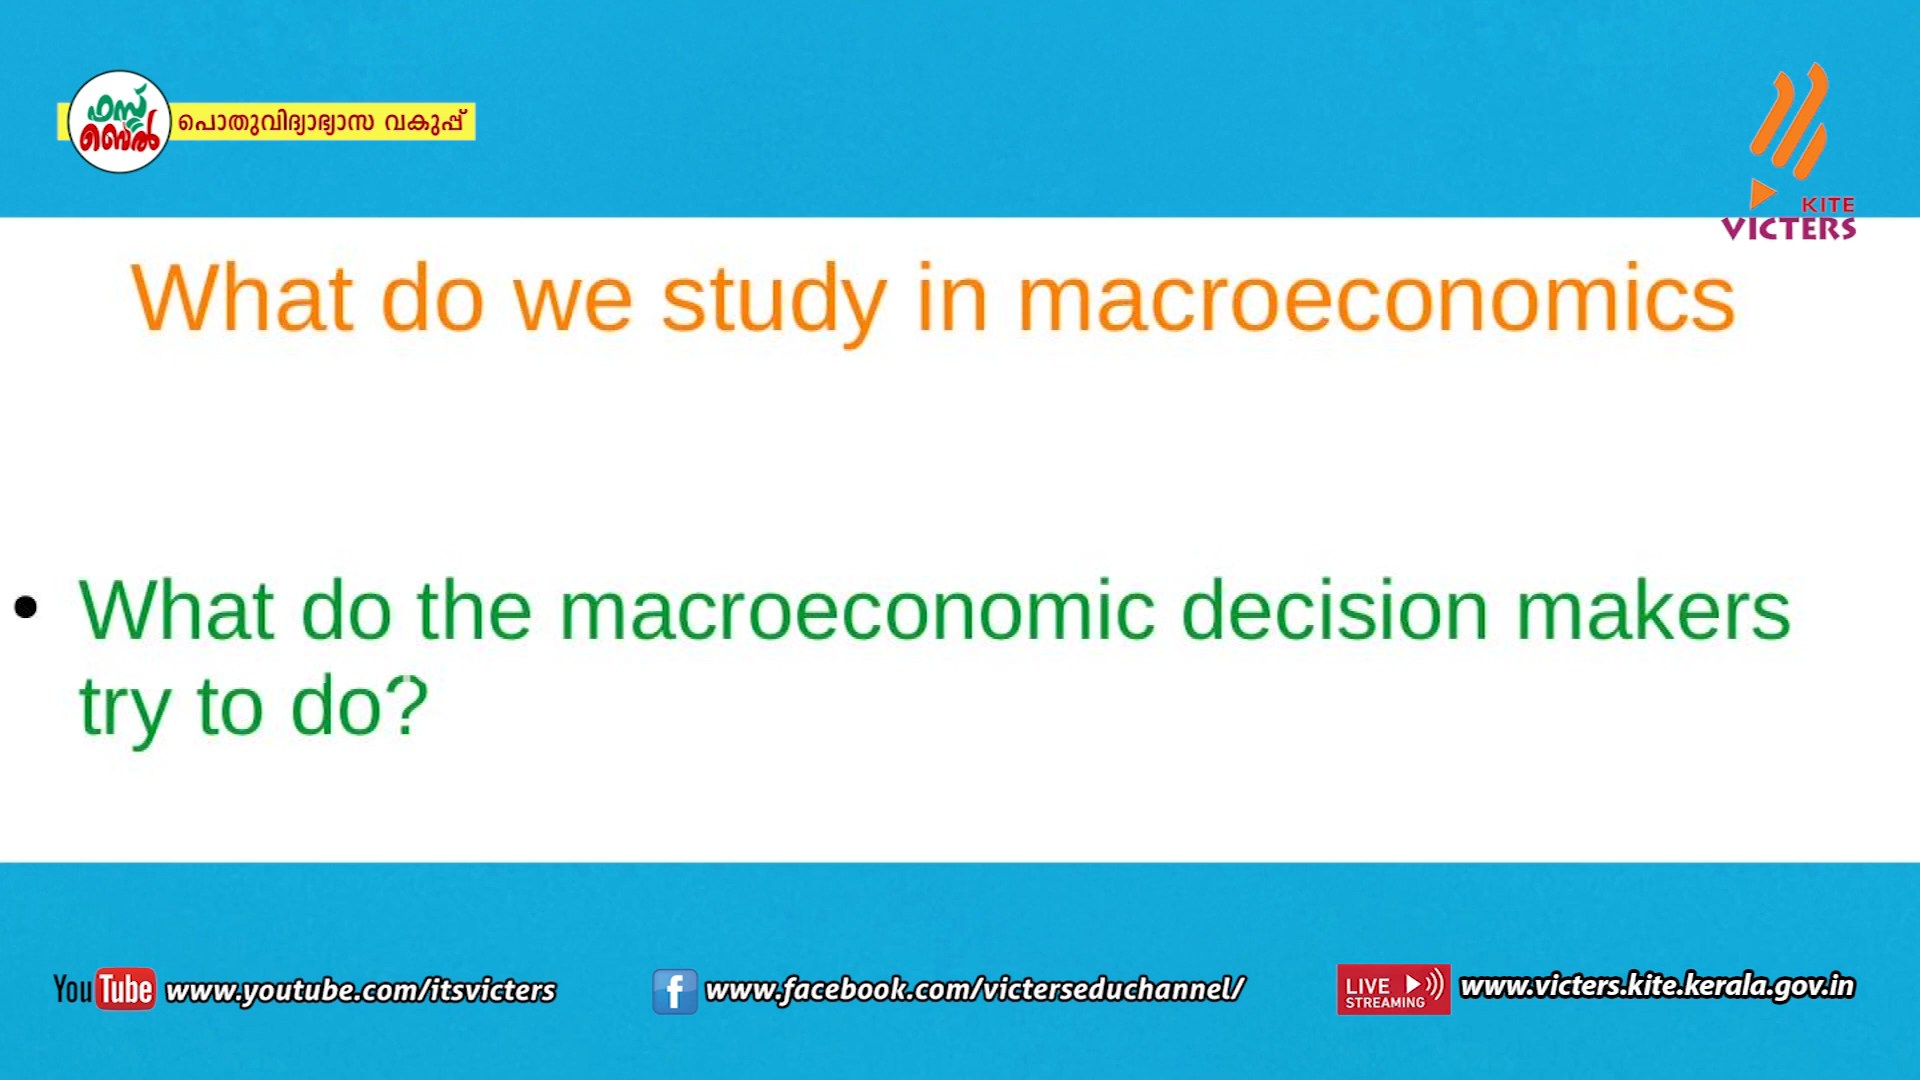 ഫസ്റ്റ്
ബെൽ
പൊതുവിദ്യാഭ്യാസ വകുപ്പ്
KITE
VICTERS
What do we study in macroeconomics
• What do the macroeconomic decision makers
try to do?
YouTube www.youtube.com/itsvicters
f www.facebook.com/victerseduchannel/
LIVE
STREAMING
www.victers.kite.kerala.gov.in